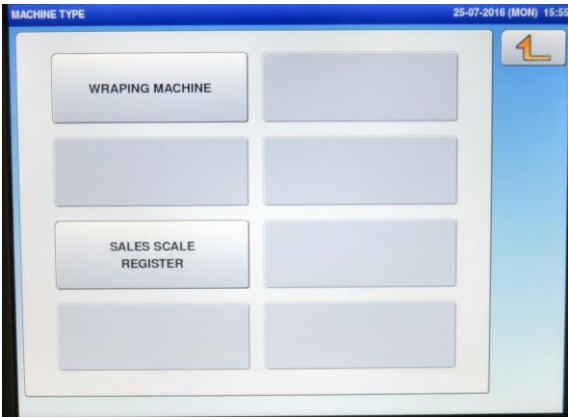 MACHINE TYPE
25-07-2016 (MON) 15:55
WRAPING MACHINE
SALES SCALE
REGISTER